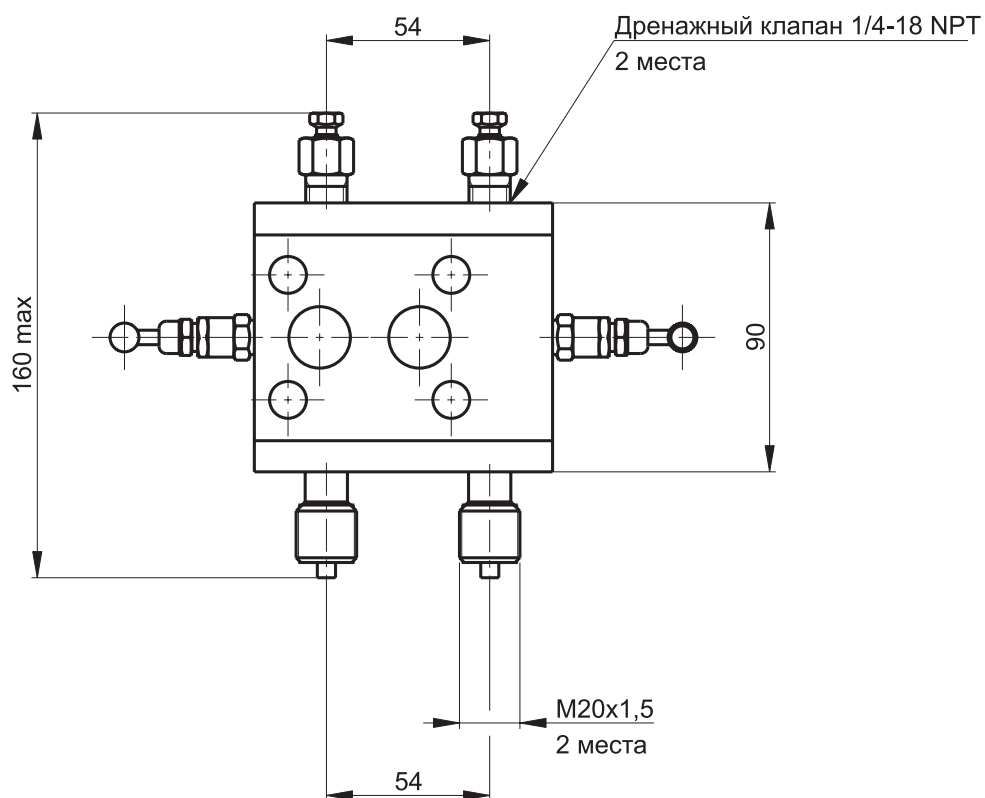 54
Дренажный клапан 1/4-18 NPT
2 места
160 max
90
M20x1,5
2 места
54